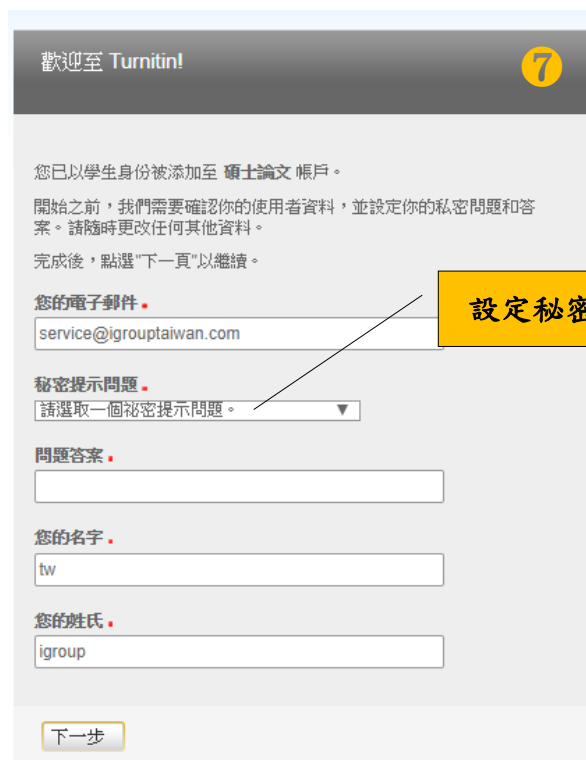 歡迎至 Turnitin!
7
您已以學生身份被添加至 碩士論文 帳戶。
開始之前，我們需要確認你的使用者資料，並設定你的私密問題和答
案。請隨時更改任何其他資料。
完成後，點選"下一頁"以繼續。
您的電子郵件
設定秘密
service@igrouptaiwan.com
秘密提示問題
請選取一個祕密提示問題。 ▼
問題答案
您的名字
tw
您的姓氏
igroup
下一步